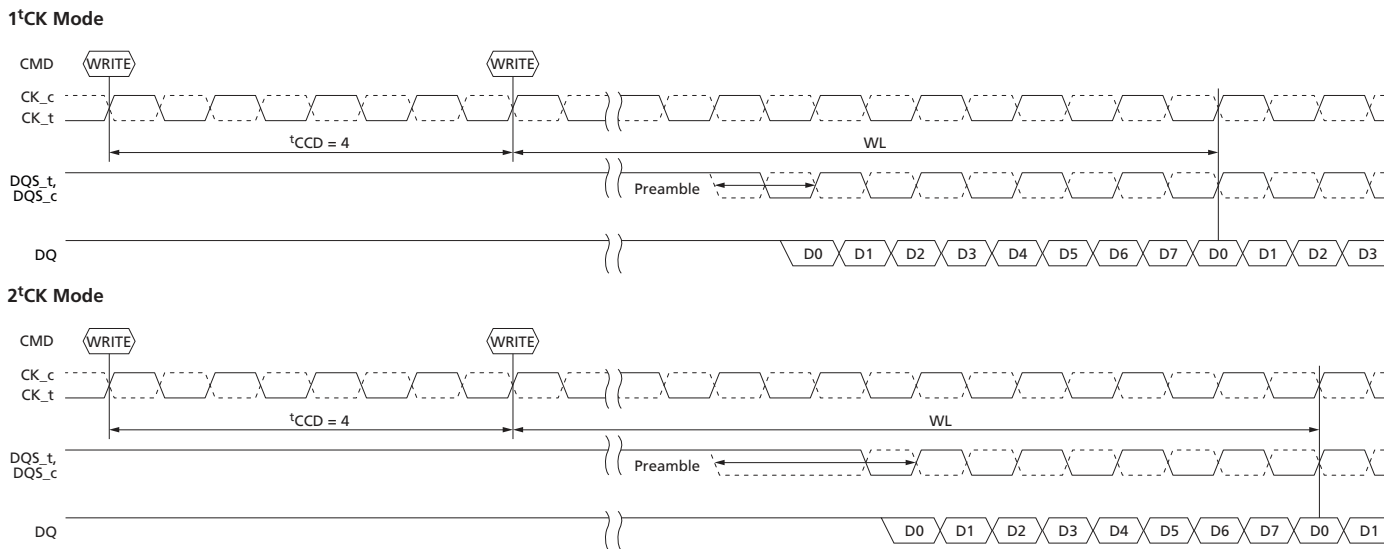 1tCK Mode
CMD WRITE WRITE
CK_c
CK_t
tCCD = 4 WL
DQS_t,
DQS_c
Preamble
DQ D0 D1 D2 D3 D4 D5 D6 D7 D0 D1 D2 D3
2tCK Mode
CMD WRITE WRITE
CK_c
CK_t
tCCD = 4 WL
DQS_t,
DQS_c
Preamble
DQ D0 D1 D2 D3 D4 D5 D6 D7 D0 D1